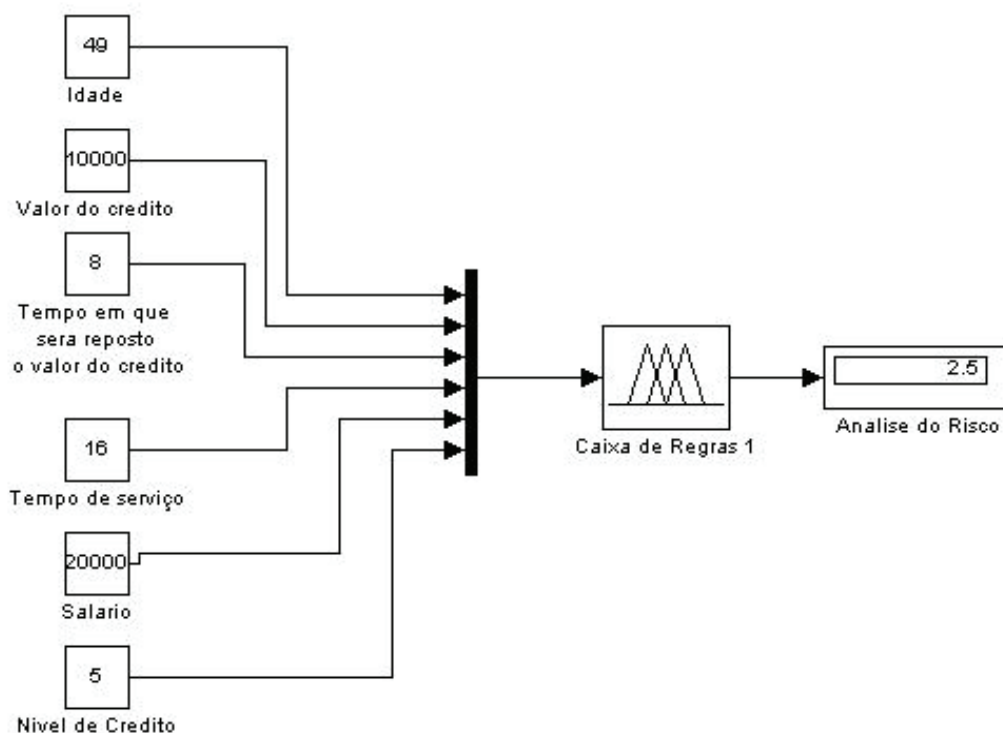 49
Idade
10000
Valor do credito
8
Tempo em que
sera reposto
o valor do credito
16
Tempo de serviço
20000
Salario
5
Nivel de Credito
Caixa de Regras 1
2.5
Analise do Risco